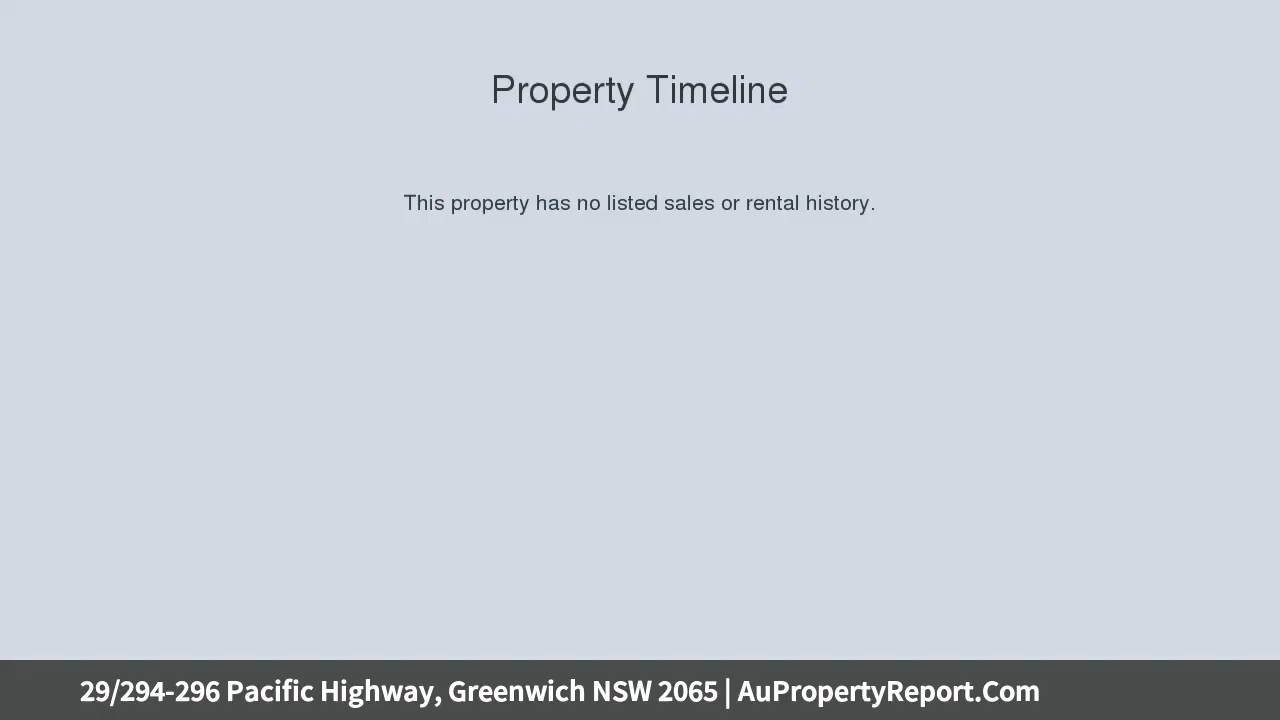 Property Timeline
This property has no listed sales or rental history.
29/294-296 Pacific Highway, Greenwich NSW 2065 | AuPropertyReport.Com